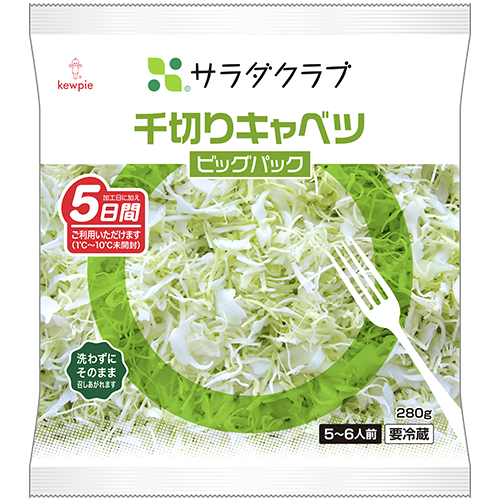 kewpie
® サラダクラブ
千切りキャベツ
ビッグパック
加工日に加え
5日間
ご利用いただけます
(1℃〜10℃未開封)
洗わずに
そのまま
召しあがれます
280g
5〜6人前
要冷蔵